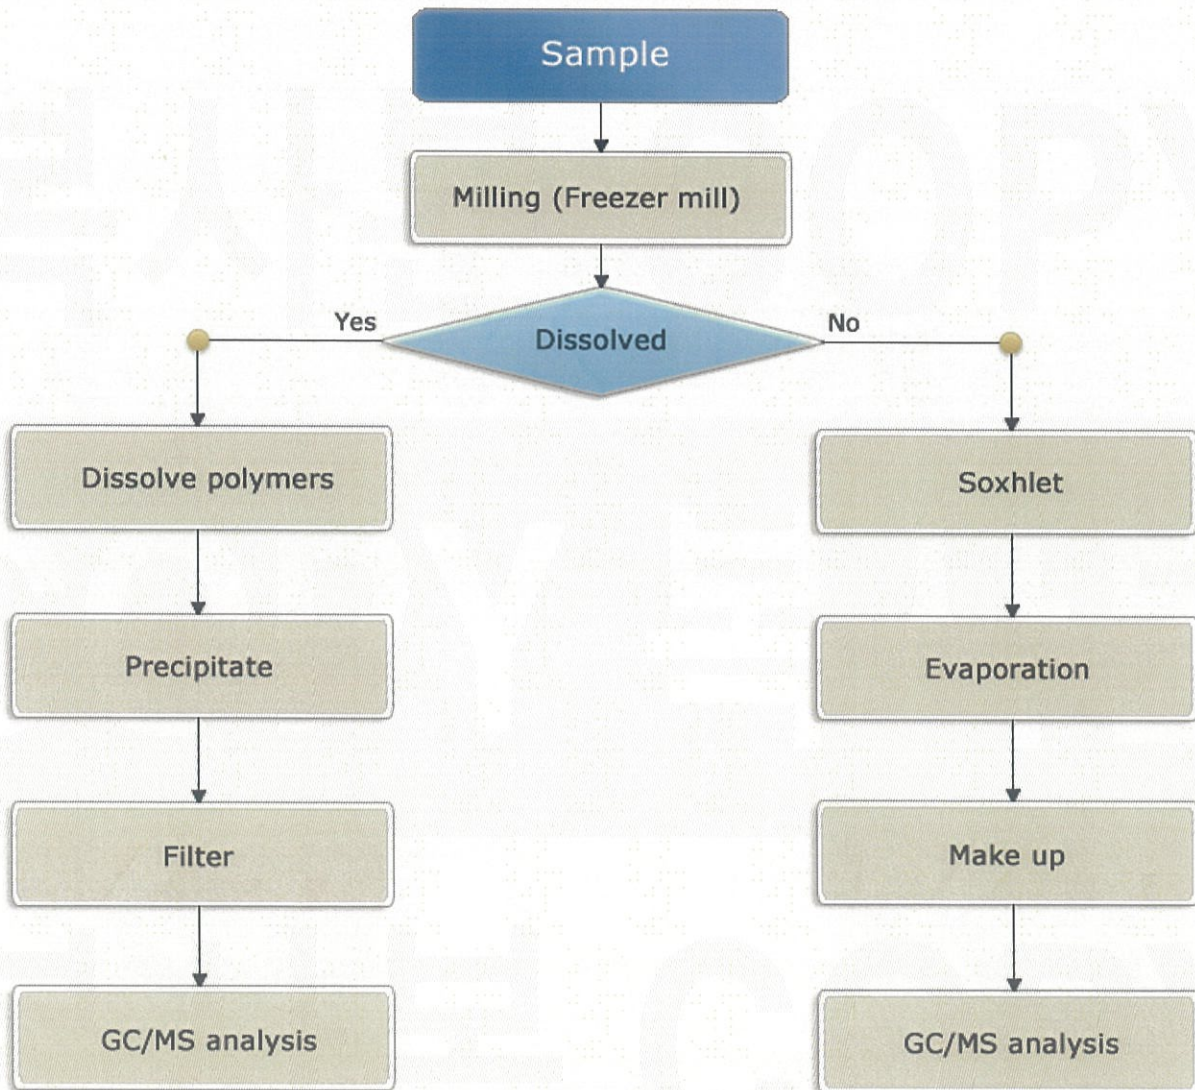 Sample
Milling (Freezer mill)
Dissolved
Yes
No
Dissolve polymers
Soxhlet
Precipitate
Evaporation
Filter
Make up
GC/MS analysis
GC/MS analysis